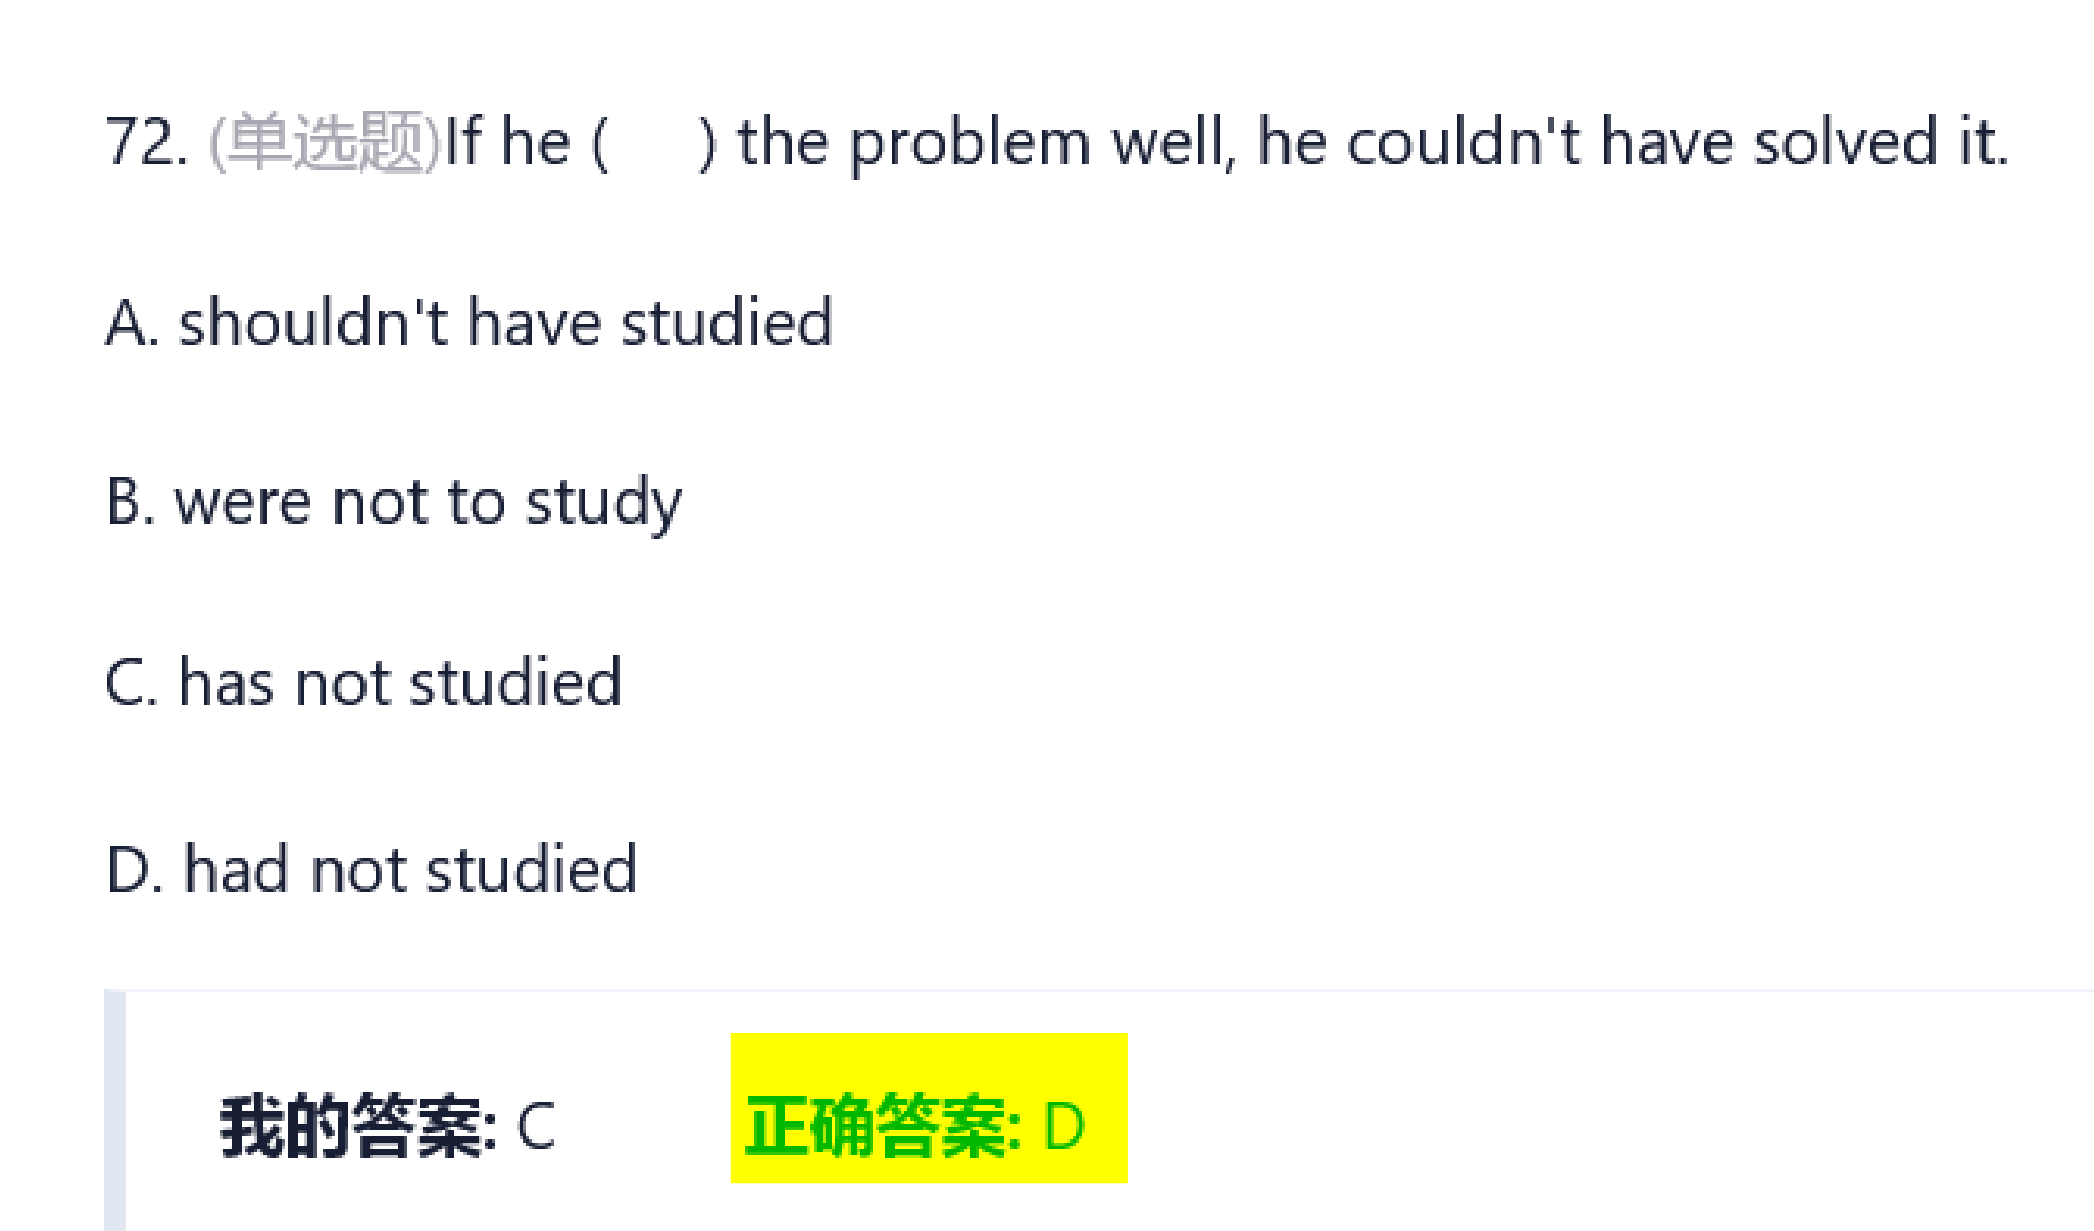 72. (单选题)If he (     ) the problem well, he couldn't have solved it.
A. shouldn't have studied
B. were not to study
C. has not studied
D. had not studied
我的答案: C 正确答案: D